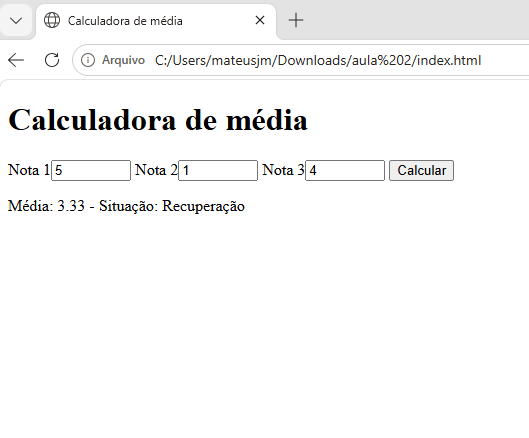 Calculadora de média
Arquivo C:/Users/mateusjm/Downloads/aula%202/index.html
Calculadora de média
Nota 1 5 Nota 2 1 Nota 3 4 Calcular
Média: 3.33 - Situação: Recuperação